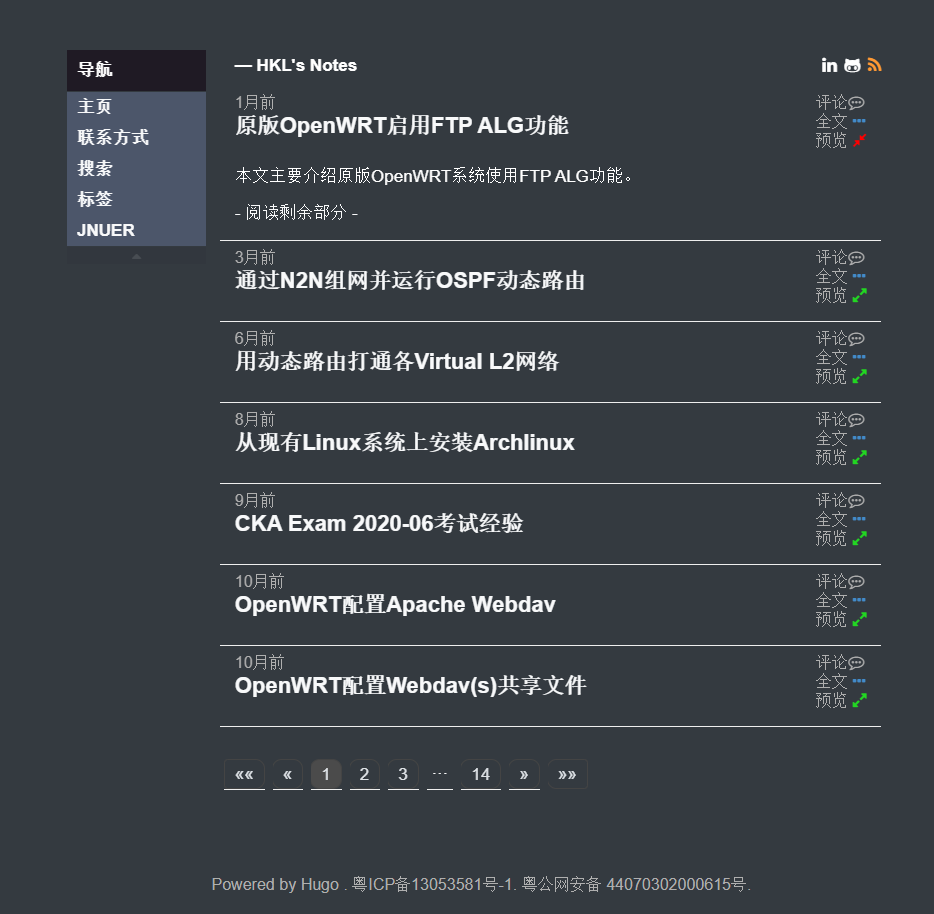 导航
主页
联系方式
搜索
标签
JNUER
— HKL's Notes
1月前
评论
原版OpenWRT启用FTP ALG功能
全文
预览
本文主要介绍原版OpenWRT系统使用FTP ALG功能。
- 阅读剩余部分 -
3月前
评论
通过N2N组网并运行OSPF动态路由
全文
预览
6月前
评论
用动态路由打通各Virtual L2网络
全文
预览
8月前
评论
从现有Linux系统上安装Archlinux
全文
预览
9月前
评论
CKA Exam 2020-06考试经验
全文
预览
10月前
评论
OpenWRT配置Apache Webdav
全文
预览
10月前
评论
OpenWRT配置Webdav(s)共享文件
全文
预览
«« « 1 2 3 ... 14 » »»
Powered by Hugo . 粤ICP备13053581号-1. 粤公网安备 44070302000615号.